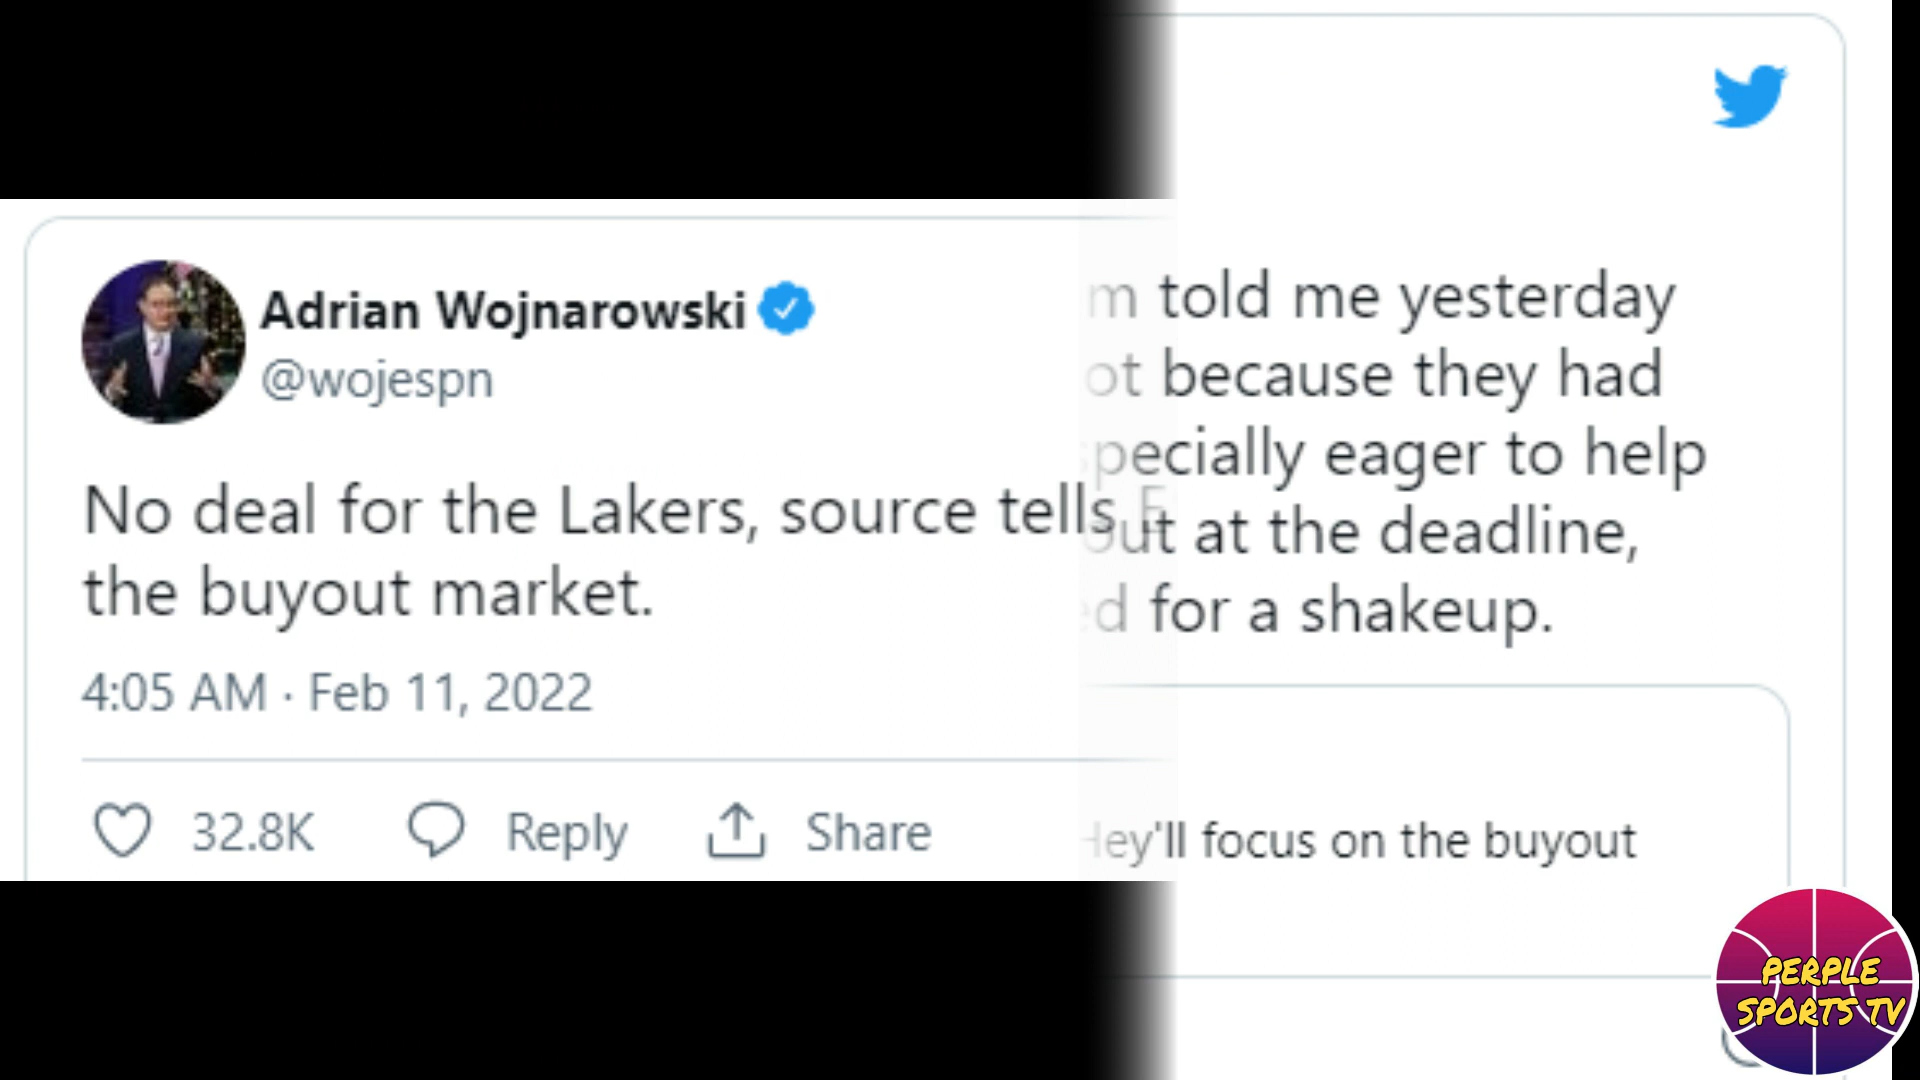 Adrian Wojnarowski
@wojespn
No deal for the Lakers, source tells
the buyout market.
4:05 AM · Feb 11, 2022
32.8K Reply Share
told me yesterday
because they had
eager to help
at the deadline,
for a shakeup.
focus on the buyout
PERPLE
SPORTS TV